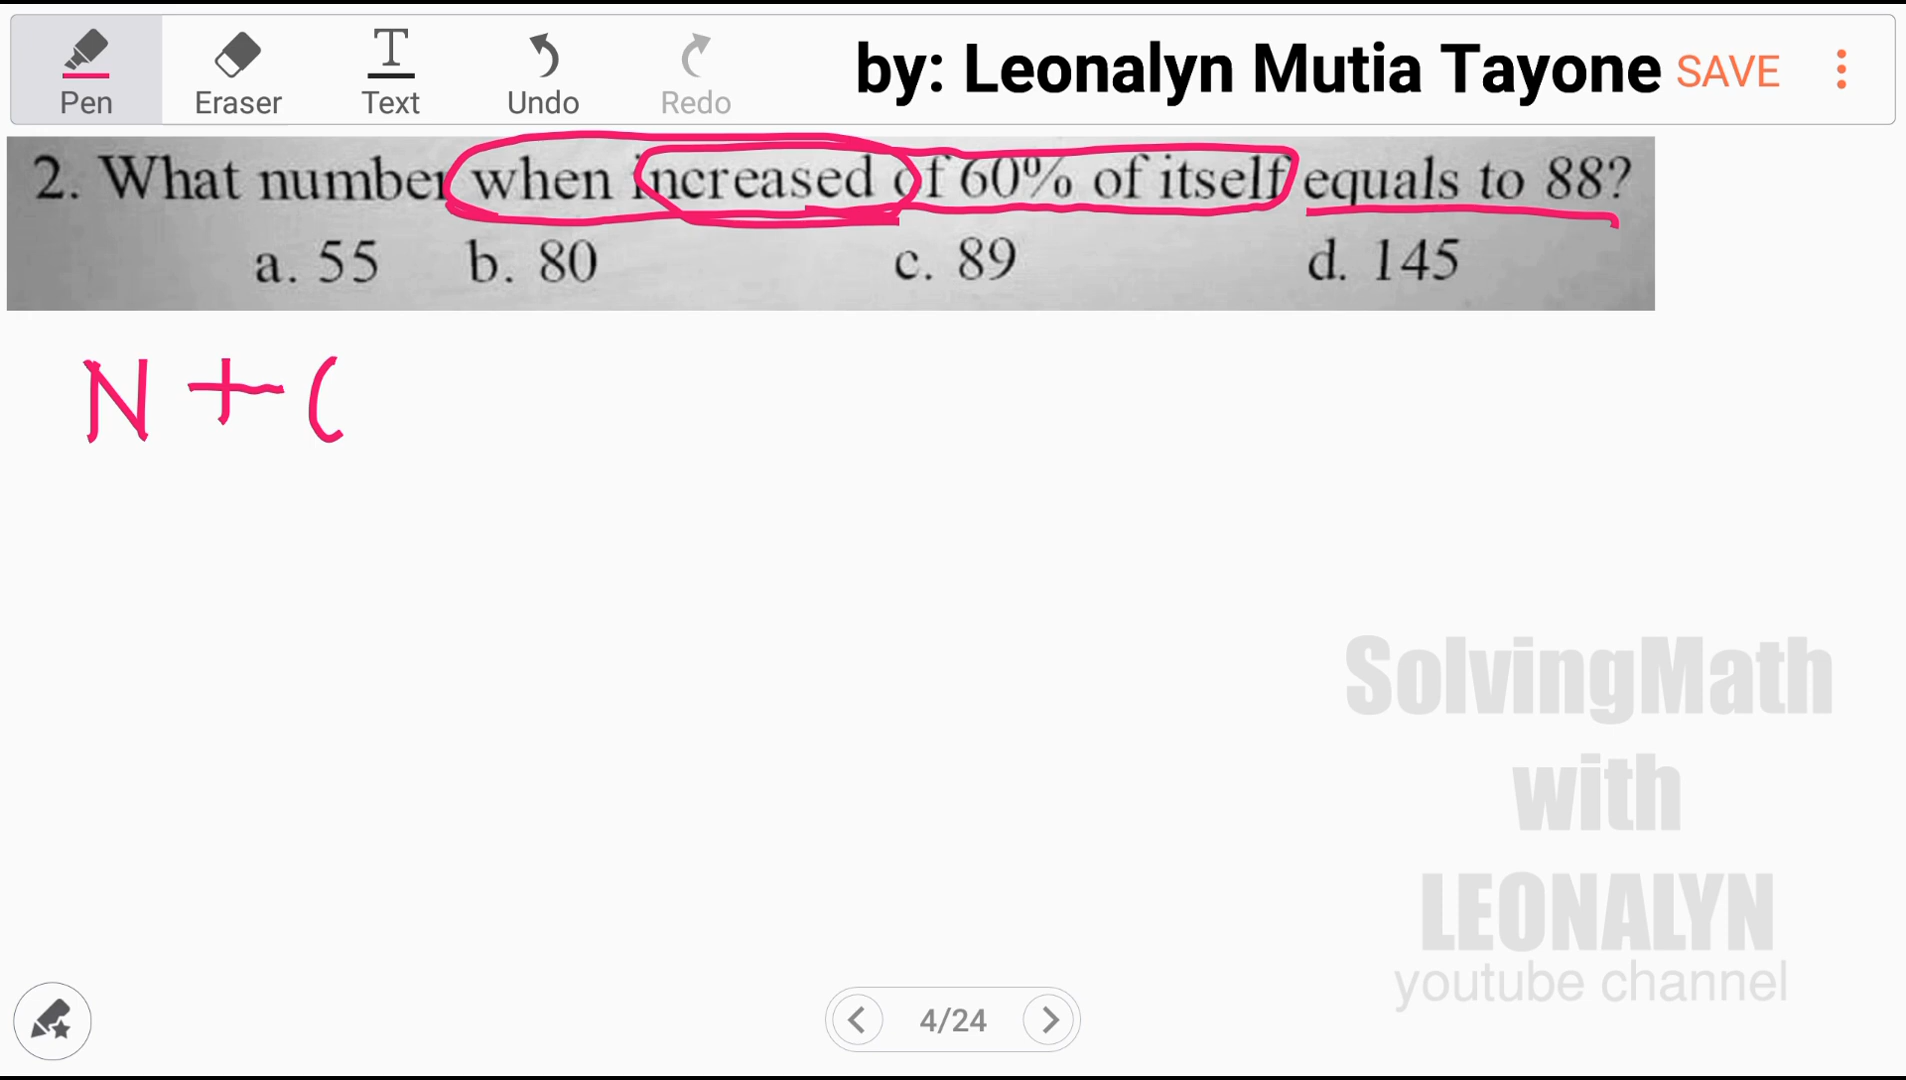 Pen Eraser Text Undo Redo by: Leonalyn Mutia Tayone SAVE
2. What number when increased of 60% of itself equals to 88?
a. 55 b. 80 c. 89 d. 145
N + (
SolvingMath
with
LEONALYN
youtube channel
4/24